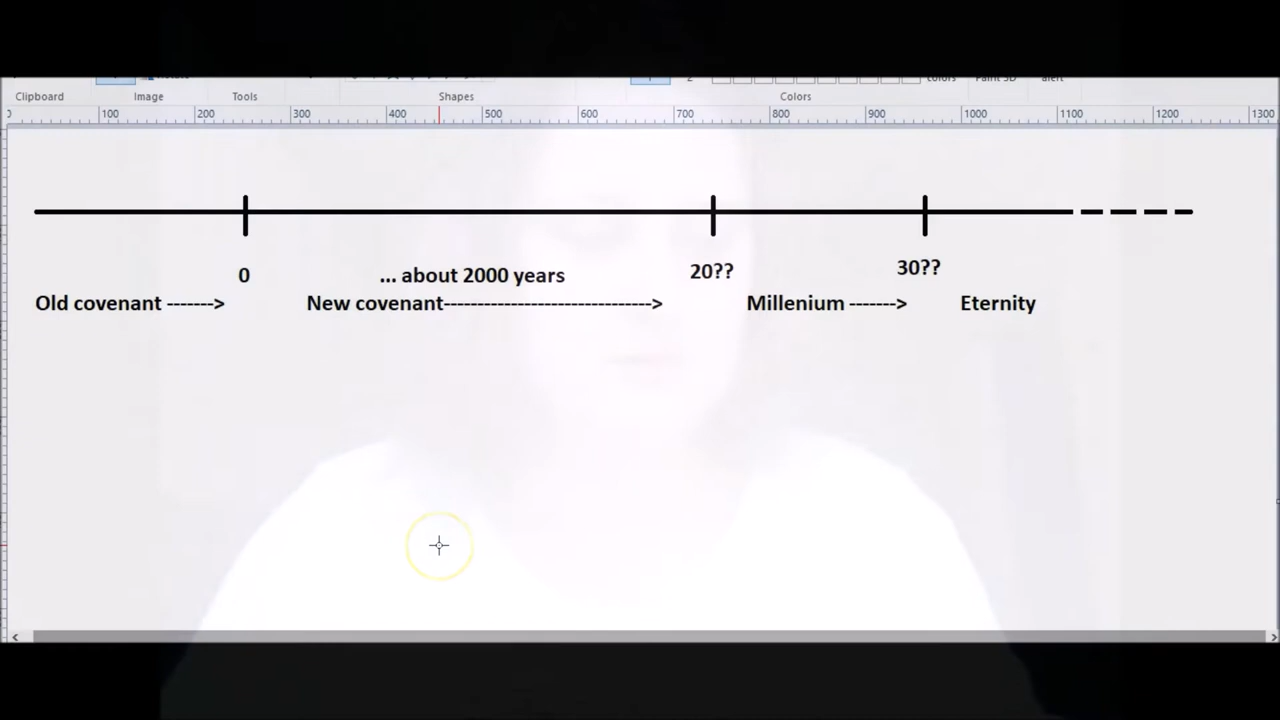 Clipboard Image Tools Shapes Colors
0 100 200 300 400 500 600 700 800 900 1000 1100 1200 1300
0 ... about 2000 years 20?? 30??
Old covenant -------> New covenant-------------------------------> Millenium -------> Eternity